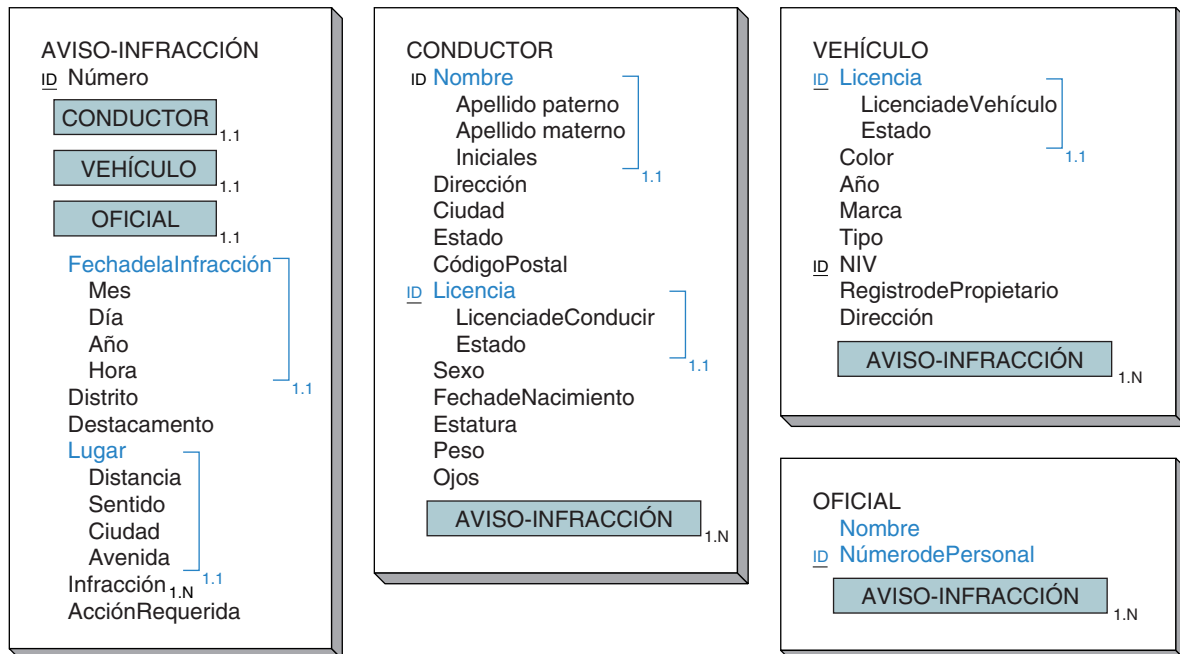 AVISO-INFRACCIÓN
ID Número
CONDUCTOR 1.1
VEHÍCULO 1.1
OFICIAL 1.1
FechadelaInfracción
Mes
Día
Año
Hora
1.1
Distrito
Destacamento
Lugar
Distancia
Sentido
Ciudad
Avenida
1.1
Infracción 1.N
AcciónRequerida
CONDUCTOR
ID Nombre
Apellido paterno
Apellido materno
Iniciales
1.1
Dirección
Ciudad
Estado
CódigoPostal
ID Licencia
LicenciadeConducir
Estado
1.1
Sexo
FechadeNacimiento
Estatura
Peso
Ojos
AVISO-INFRACCIÓN 1.N
VEHÍCULO
ID Licencia
LicenciadeVehículo
Estado
1.1
Color
Año
Marca
Tipo
ID NIV
RegistrodePropietario
Dirección
AVISO-INFRACCIÓN 1.N
OFICIAL
Nombre
ID NúmerodePersonal
AVISO-INFRACCIÓN 1.N